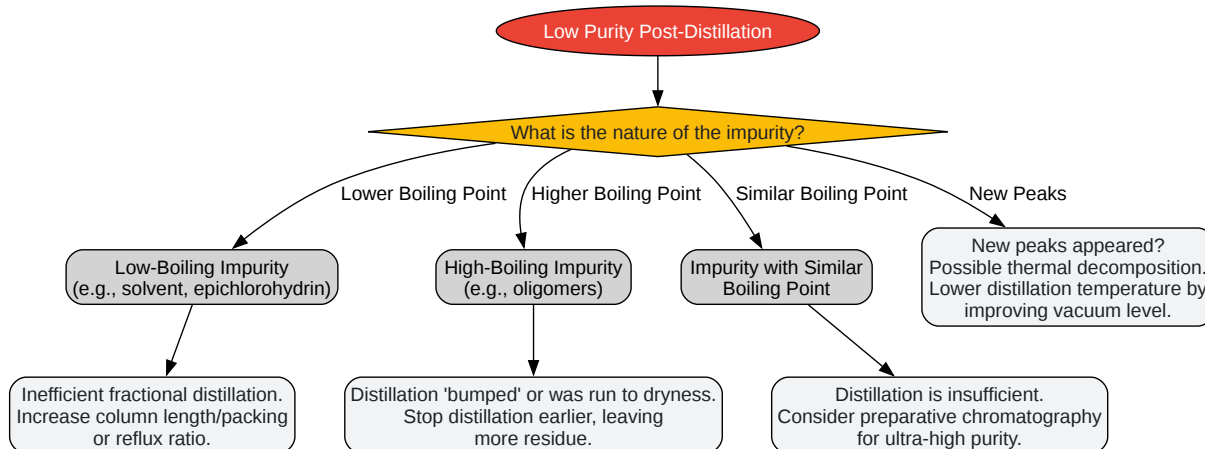 Low Purity Post-Distillation
What is the nature of the impurity?
Lower Boiling Point
Higher Boiling Point
Similar Boiling Point
New Peaks
Low-Boiling Impurity
(e.g., solvent, epichlorohydrin)
High-Boiling Impurity
(e.g., oligomers)
Impurity with Similar
Boiling Point
New peaks appeared?
Possible thermal decomposition.
Lower distillation temperature by
improving vacuum level.
Inefficient fractional distillation.
Increase column length/packing
or reflux ratio.
Distillation 'bumped' or was run to dryness.
Stop distillation earlier, leaving
more residue.
Distillation is insufficient.
Consider preparative chromatography
for ultra-high purity.